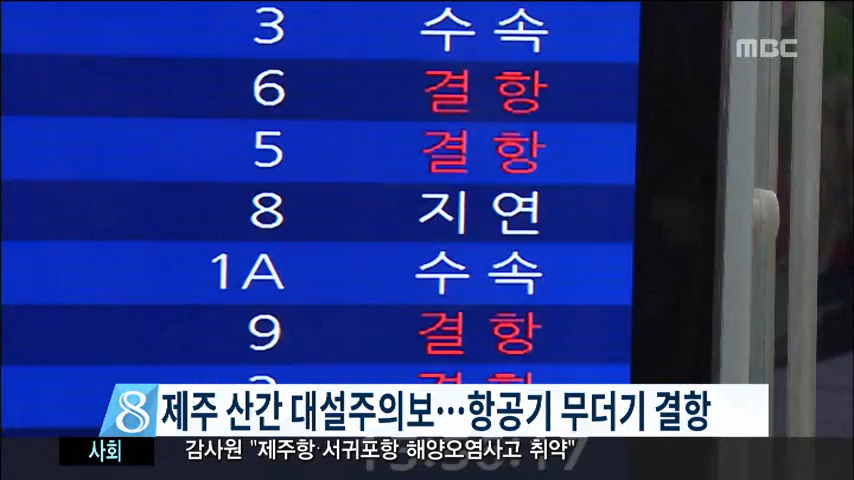 3 수속
MBC
6 결항
5 결항
8 지연
1A 수속
9 결항
결항
8 제주 산간 대설주의보…항공기 무더기 결항
사회 감사원 "제주항·서귀포항 해양오염사고 취약"